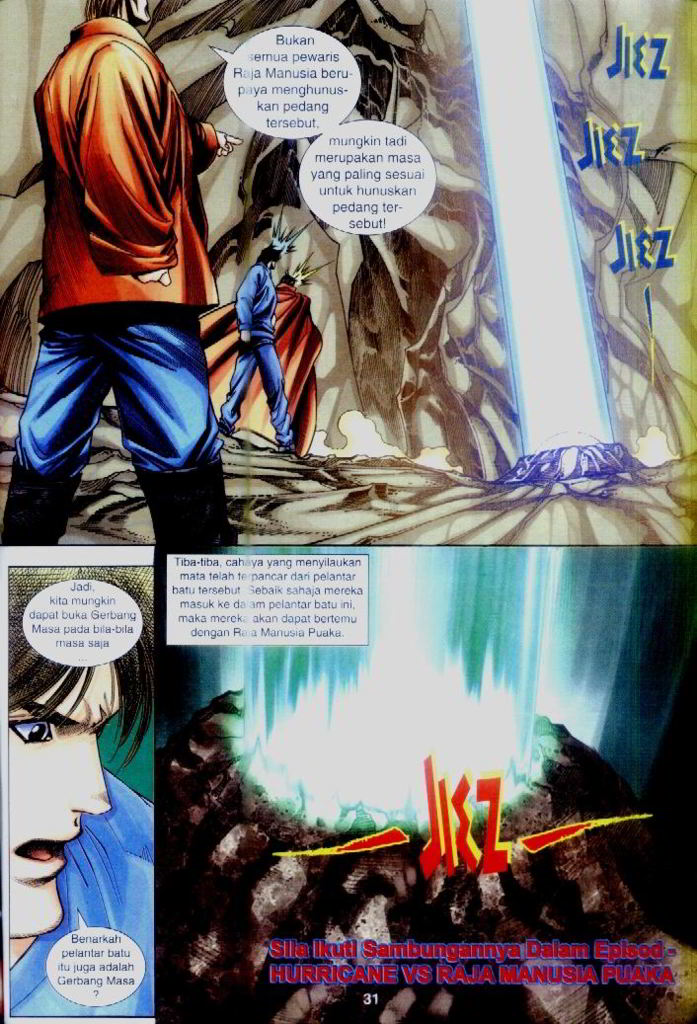 Bukan
semua pewaris
Raja Manusia beru-
paya menghunus-
kan pedang
tersebut,
mungkin tadi
merupakan masa
yang paling sesuai
untuk hunuskan
pedang ter-
sebut!
JIEZ
JIEZ
JIEZ
!
Jadi,
kita mungkin
dapat buka Gerbang
Masa pada bila-bila
masa saja
...
Benarkah
pelantar batu
itu juga adalah
Gerbang Masa
?
Tiba-tiba, cahaya yang menyilaukan
mata telah terpancar dari pelantar
batu tersebut. Sebaik sahaja mereka
masuk ke dalam pelantar batu ini,
maka mereka akan dapat bertemu
dengan Raja Manusia Puaka.
JIEZ
Sila Ikuti Sambungannya Dalam Episod -
HURRICANE VS RAJA MANUSIA PUAKA
31